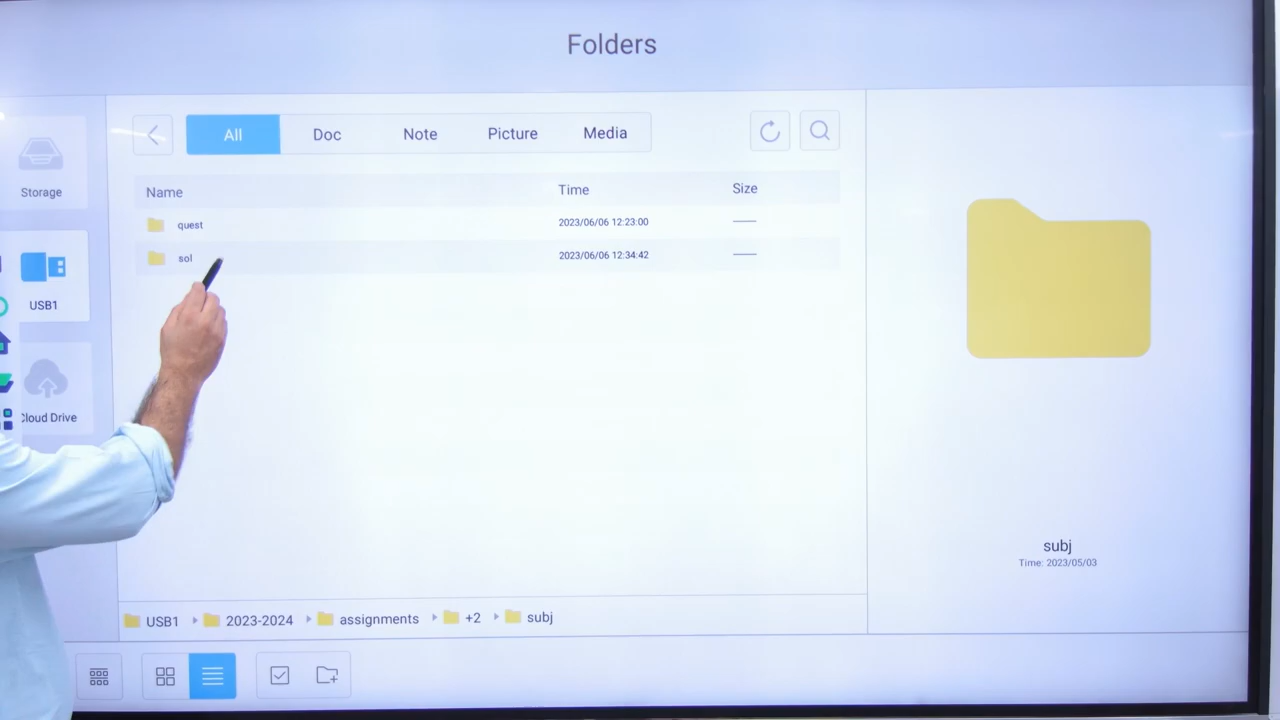 Folders
All Doc Note Picture Media
Storage
Name Time Size
quest 2023/06/06 12:23:00
sol 2023/06/06 12:34:42
USB1
Cloud Drive
subj
Time: 2023/05/03
USB1 2023-2024 assignments +2 subj